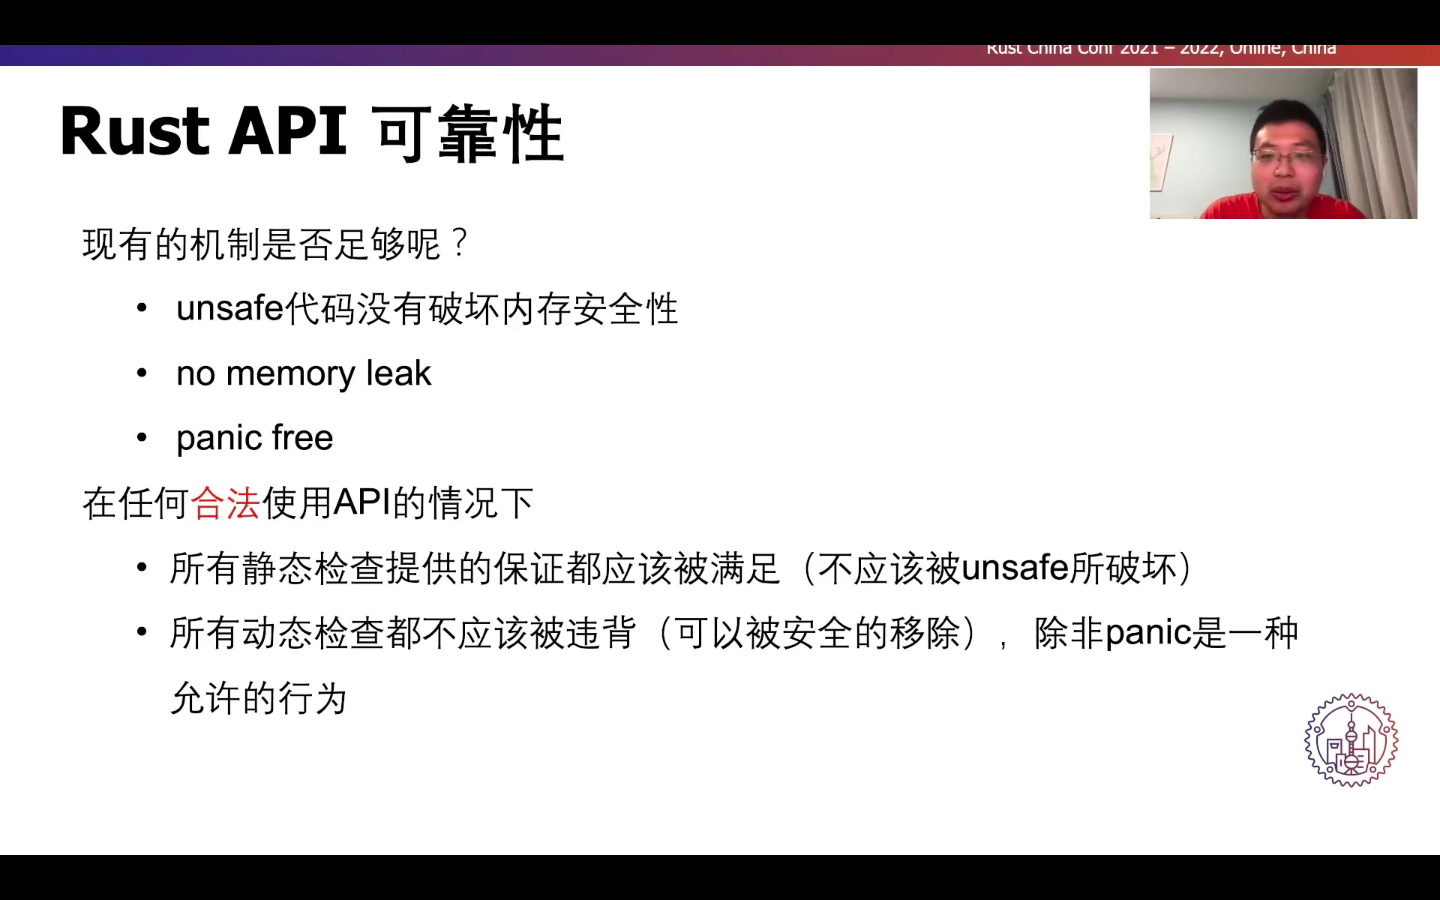 Rust China Conf 2021 – 2022, Online, China
Rust API 可靠性
现有的机制是否足够呢？
• unsafe代码没有破坏内存安全性
• no memory leak
• panic free
在任何合法使用API的情况下
• 所有静态检查提供的保证都应该被满足（不应该被unsafe所破坏）
• 所有动态检查都不应该被违背（可以被安全的移除），除非panic是一种
允许的行为